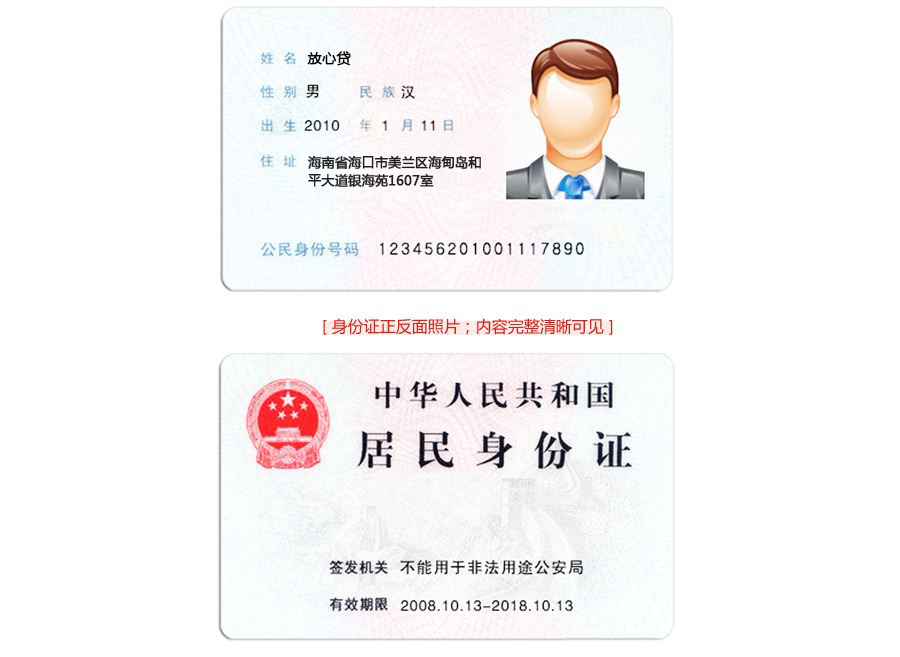 姓 名 放心贷
性 别 男 民 族 汉
出 生 2010 年 1 月 11 日
住 址 海南省海口市美兰区海甸岛和
平大道银海苑1607室
公民身份号码 123456201001117890
[ 身份证正反面照片；内容完整清晰可见 ]
中华人民共和国
居民身份证
签发机关 不能用于非法用途公安局
有效期限 2008.10.13-2018.10.13